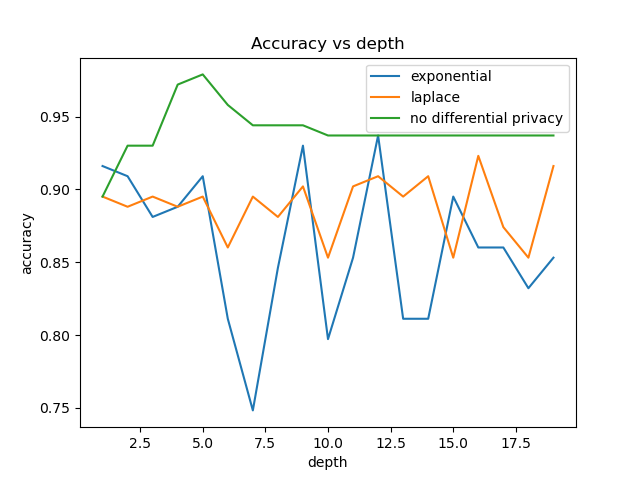 Accuracy vs depth
exponential
laplace
no differential privacy
accuracy
0.95
0.90
0.85
0.80
0.75
2.5 5.0 7.5 10.0 12.5 15.0 17.5
depth